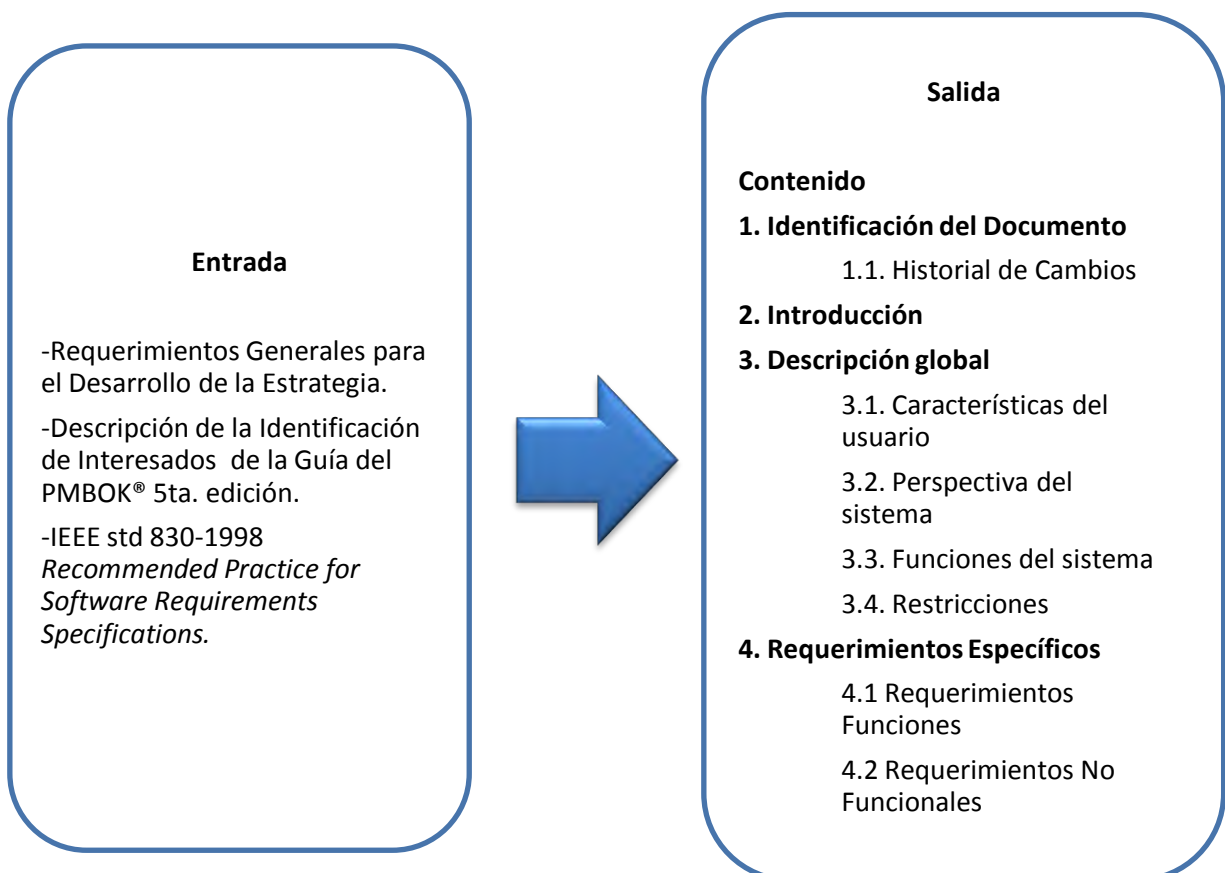 Entrada
-Requerimientos Generales para
el Desarrollo de la Estrategia.
-Descripción de la Identificación
de Interesados de la Guía del
PMBOK® 5ta. edición.
-IEEE std 830-1998
Recommended Practice for
Software Requirements
Specifications.
Salida
Contenido
1. Identificación del Documento
1.1. Historial de Cambios
2. Introducción
3. Descripción global
3.1. Características del
usuario
3.2. Perspectiva del
sistema
3.3. Funciones del sistema
3.4. Restricciones
4. Requerimientos Específicos
4.1 Requerimientos
Funciones
4.2 Requerimientos No
Funcionales